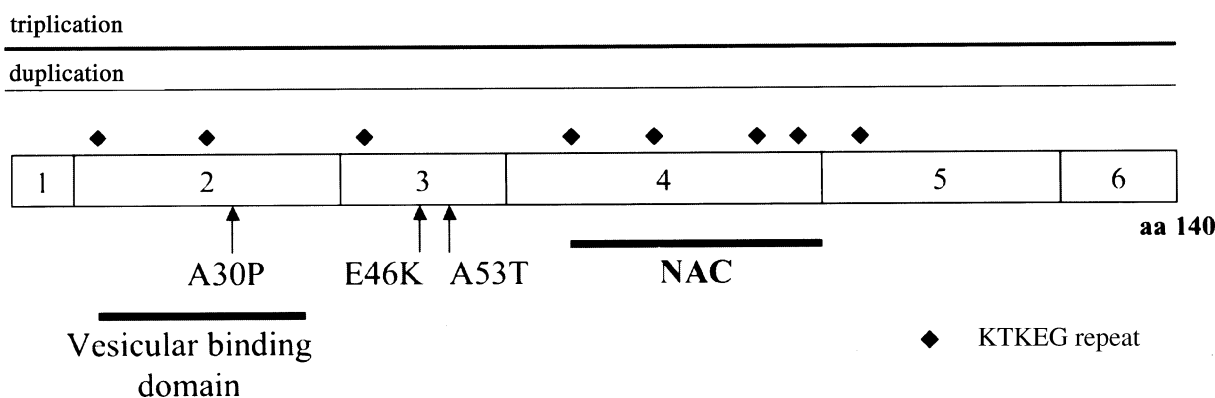 triplication
duplication
1 2 3 4 5 6
aa 140
A30P E46K A53T NAC
Vesicular binding
domain
KTKEG repeat